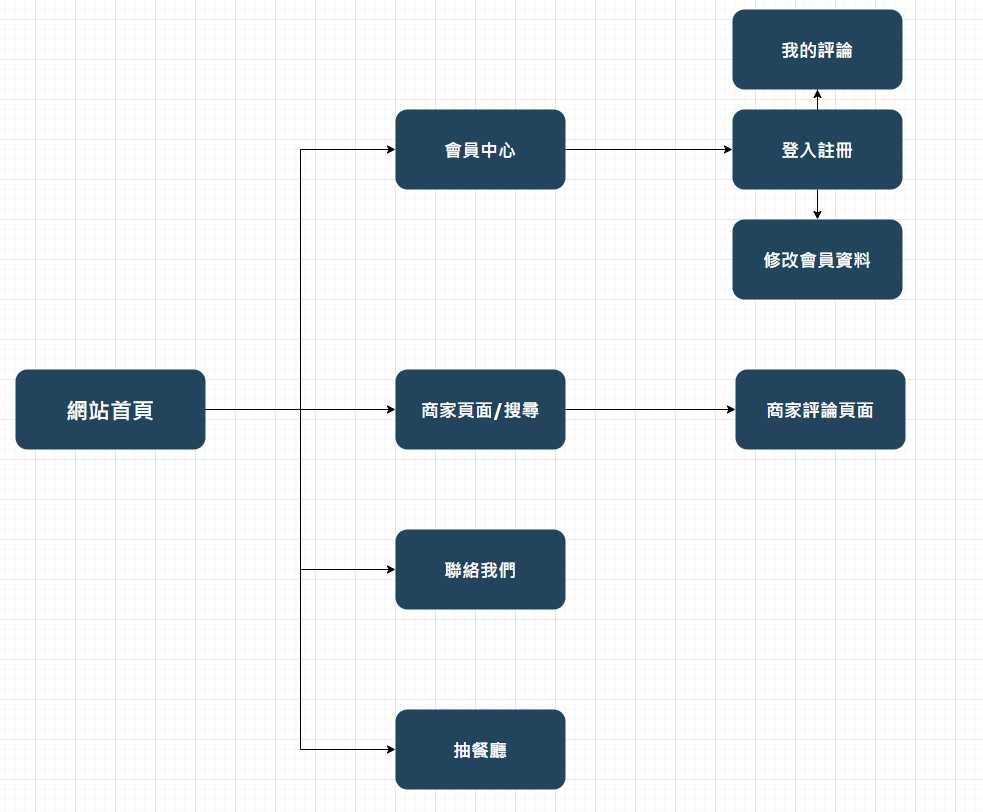 我的評論
會員中心
登入註冊
修改會員資料
網站首頁
商家頁面/搜尋
商家評論頁面
聯絡我們
抽餐廳